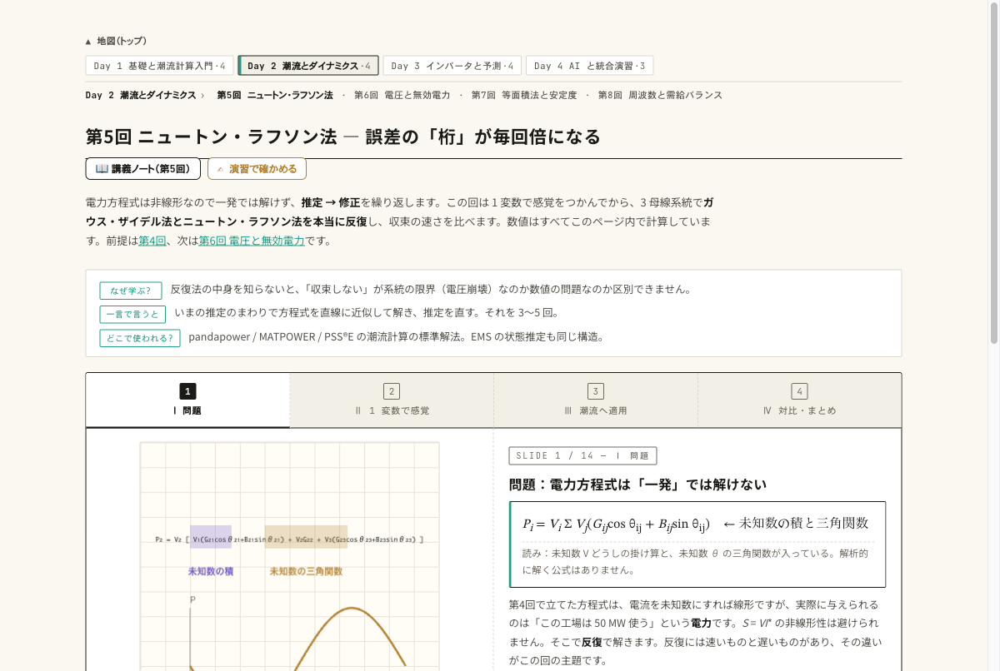 ▲ 地図(トップ)
Day 1 基礎と潮流計算入門·4
Day 2 潮流とダイナミクス·4
Day 3 インバータと予測·4
Day 4 AI と統合演習·3
Day 2 潮流とダイナミクス › 第5回 ニュートン・ラフソン法 · 第6回 電圧と無効電力 · 第7回 等面積法と安定度 · 第8回 周波数と需給バランス
第5回 ニュートン・ラフソン法 — 誤差の「桁」が毎回倍になる
📖 講義ノート(第5回)
✍ 演習で確かめる
電力方程式は非線形なので一発では解けず、推定 → 修正を繰り返します。この回は 1 変数で感覚をつかんでから、3 母線系統でガ
ウス・ザイデル法とニュートン・ラフソン法を本当に反復し、収束の速さを比べます。数値はすべてこのページ内で計算していま
す。前提は第4回、次は第6回 電圧と無効電力です。
なぜ学ぶ? 反復法の中身を知らないと、「収束しない」が系統の限界（電圧崩壊）なのか数値の問題なのか区別できません。
一言で言うと いまの推定のまわりで方程式を直線に近似して解き、推定を直す。それを 3〜5 回。
どこで使われる? pandapower / MATPOWER / PSS®E の潮流計算の標準解法。EMS の状態推定も同じ構造。
1
Ⅰ 問題
2
Ⅱ 1 変数で感覚
3
Ⅲ 潮流へ適用
4
Ⅳ 対比・まとめ
P₂ = V₂ [ V₁(G₂₁cosθ₂₁+B₂₁sinθ₂₁) + V₂G₂₂ + V₃(G₂₃cosθ₂₃+B₂₃sinθ₂₃) ]
未知数の積
未知数の三角関数
P
SLIDE 1 / 14 — Ⅰ 問題
問題：電力方程式は「一発」では解けない
Pᵢ = Vᵢ Σ Vⱼ(Gᵢⱼcos θᵢⱼ + Bᵢⱼsin θᵢⱼ) ← 未知数の積と三角関数
読み：未知数 V どうしの掛け算と、未知数 θ の三角関数が入っている。解析的
に解く公式はありません。
第4回で立てた方程式は、電流を未知数にすれば線形ですが、実際に与えられる
のは「この工場は 50 MW 使う」という電力です。S = VI* の非線形性は避けられ
ません。そこで反復で解きます。反復には速いものと遅いものがあり、その違い
がこの回の主題です。